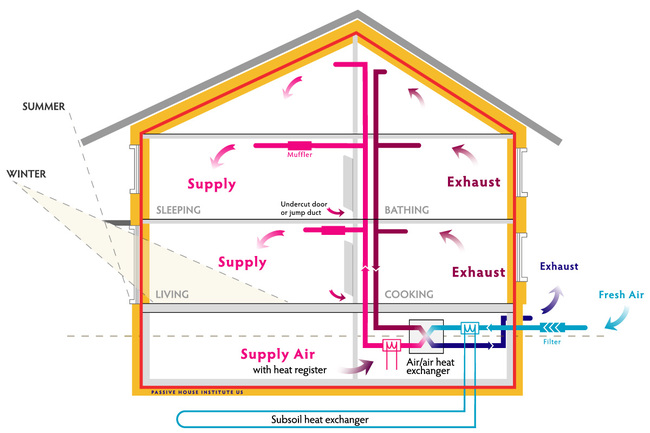 SUMMER
WINTER
Muffler
Supply
Exhaust
SLEEPING
Undercut door
or jump duct
BATHING
Supply
Exhaust
Exhaust
Fresh Air
LIVING
COOKING
Filter
Supply Air
with heat register
Air/air heat
exchanger
PASSIVE HOUSE INSTITUTE US
Subsoil heat exchanger